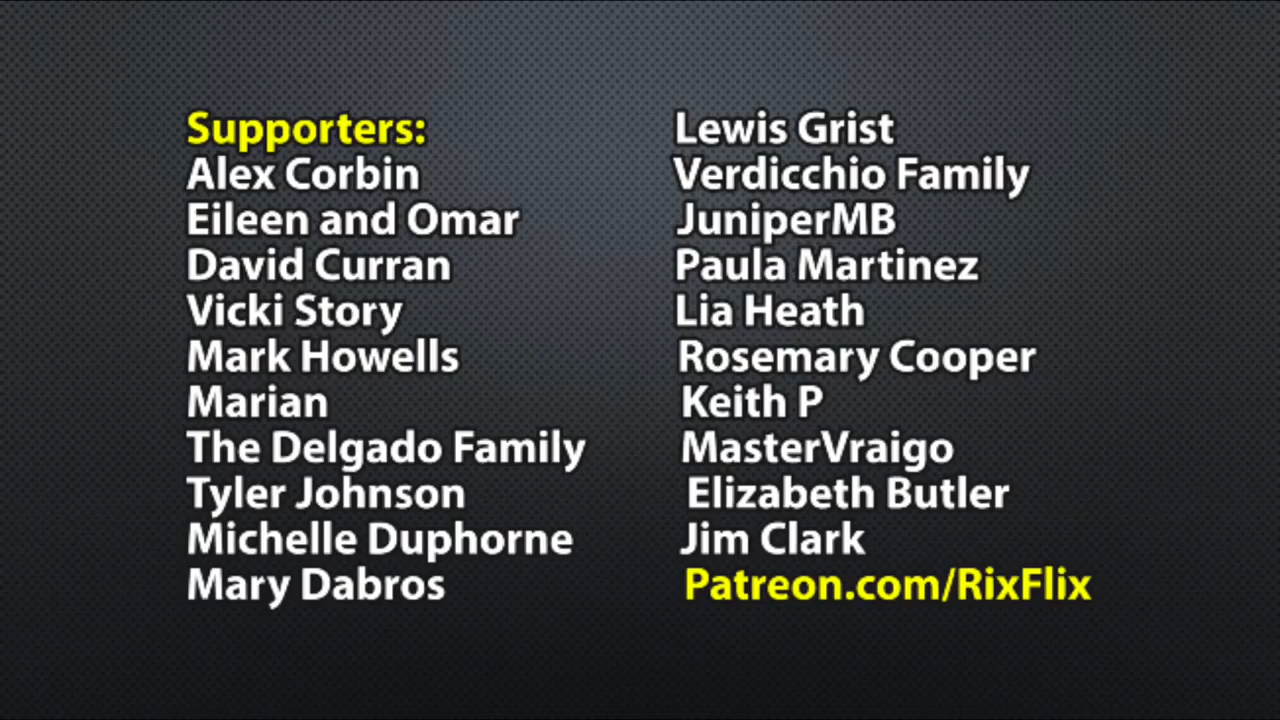 Supporters:
Alex Corbin
Eileen and Omar
David Curran
Vicki Story
Mark Howells
Marian
The Delgado Family
Tyler Johnson
Michelle Duphorne
Mary Dabros
Lewis Grist
Verdicchio Family
JuniperMB
Paula Martinez
Lia Heath
Rosemary Cooper
Keith P
MasterVraigo
Elizabeth Butler
Jim Clark
Patreon.com/RixFlix